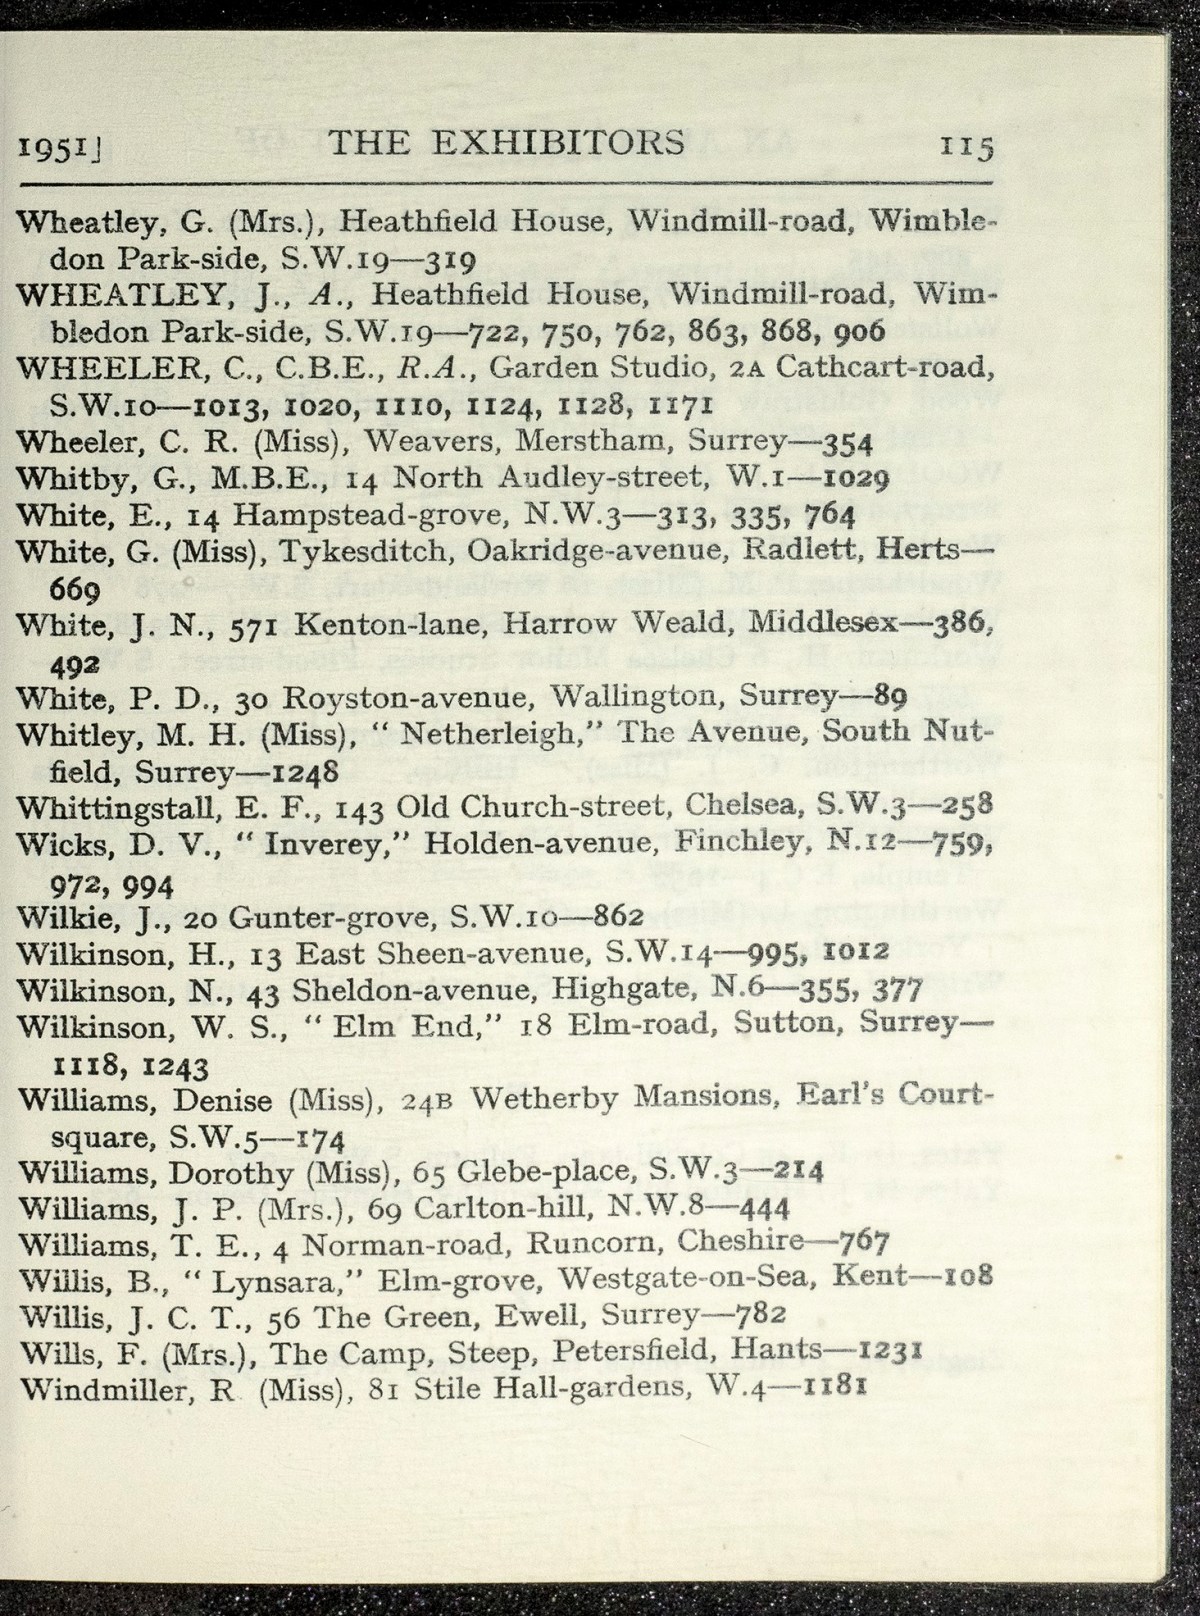 1951]
THE EXHIBITORS
115
Wheatley, G. (Mrs.), Heathfield House, Windmill-road, Wimble-
don Park-side, S.W.19—319
WHEATLEY, J., A., Heathfield House, Windmill-road, Wim-
bledon Park-side, S.W.19—722, 750, 762, 863, 868, 906
WHEELER, C., C.B.E., R.A., Garden Studio, 2A Cathcart-road,
S.W.10—1013, 1020, 1110, 1124, 1128, 1171
Wheeler, C. R. (Miss), Weavers, Merstham, Surrey—354
Whitby, G., M.B.E., 14 North Audley-street, W.1—1029
White, E., 14 Hampstead-grove, N.W.3—313, 335, 764
White, G. (Miss), Tykesditch, Oakridge-avenue, Radlett, Herts—
669
White, J. N., 571 Kenton-lane, Harrow Weald, Middlesex—386,
492
White, P. D., 30 Royston-avenue, Wallington, Surrey—89
Whitley, M. H. (Miss), “ Netherleigh,” The Avenue, South Nut-
field, Surrey—1248
Whittingstall, E. F., 143 Old Church-street, Chelsea, S.W.3—258
Wicks, D. V., “ Inverey,” Holden-avenue, Finchley, N.12—759,
972, 994
Wilkie, J., 20 Gunter-grove, S.W.10—862
Wilkinson, H., 13 East Sheen-avenue, S.W.14—995, 1012
Wilkinson, N., 43 Sheldon-avenue, Highgate, N.6—355, 377
Wilkinson, W. S., “ Elm End,” 18 Elm-road, Sutton, Surrey—
1118, 1243
Williams, Denise (Miss), 24B Wetherby Mansions, Earl’s Court-
square, S.W.5—174
Williams, Dorothy (Miss), 65 Glebe-place, S.W.3—214
Williams, J. P. (Mrs.), 69 Carlton-hill, N.W.8—444
Williams, T. E., 4 Norman-road, Runcorn, Cheshire—767
Willis, B., “ Lynsara,” Elm-grove, Westgate-on-Sea, Kent—108
Willis, J. C. T., 56 The Green, Ewell, Surrey—782
Wills, F. (Mrs.), The Camp, Steep, Petersfield, Hants—1231
Windmiller, R (Miss), 81 Stile Hall-gardens, W.4—1181